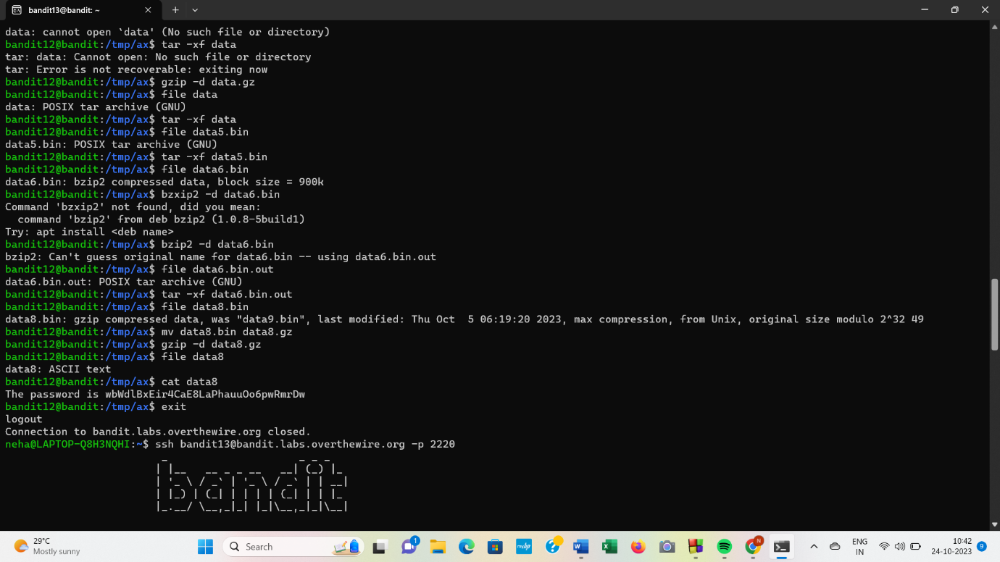 bandit13@bandit: ~
data: cannot open `data' (No such file or directory)
bandit12@bandit:/tmp/ax$ tar -xf data
tar: data: Cannot open: No such file or directory
tar: Error is not recoverable: exiting now
bandit12@bandit:/tmp/ax$ gzip -d data.gz
bandit12@bandit:/tmp/ax$ file data
data: POSIX tar archive (GNU)
bandit12@bandit:/tmp/ax$ tar -xf data
bandit12@bandit:/tmp/ax$ file data5.bin
data5.bin: POSIX tar archive (GNU)
bandit12@bandit:/tmp/ax$ tar -xf data5.bin
bandit12@bandit:/tmp/ax$ file data6.bin
data6.bin: bzip2 compressed data, block size = 900k
bandit12@bandit:/tmp/ax$ bzxip2 -d data6.bin
Command 'bzxip2' not found, did you mean:
  command 'bzip2' from deb bzip2 (1.0.8-5build1)
Try: apt install <deb name>
bandit12@bandit:/tmp/ax$ bzip2 -d data6.bin
bzip2: Can't guess original name for data6.bin -- using data6.bin.out
bandit12@bandit:/tmp/ax$ file data6.bin.out
data6.bin.out: POSIX tar archive (GNU)
bandit12@bandit:/tmp/ax$ tar -xf data6.bin.out
bandit12@bandit:/tmp/ax$ file data8.bin
data8.bin: gzip compressed data, was "data9.bin", last modified: Thu Oct  5 06:19:20 2023, max compression, from Unix, original size modulo 2^32 49
bandit12@bandit:/tmp/ax$ mv data8.bin data8.gz
bandit12@bandit:/tmp/ax$ gzip -d data8.gz
bandit12@bandit:/tmp/ax$ file data8
data8: ASCII text
bandit12@bandit:/tmp/ax$ cat data8
The password is wbWdlBxEir4CaE8LaPhauuOo6pwRmrDw
bandit12@bandit:/tmp/ax$ exit
logout
Connection to bandit.labs.overthewire.org closed.
neha@LAPTOP-Q8H3NQHI:~$ ssh bandit13@bandit.labs.overthewire.org -p 2220
bandit
29°C
Mostly sunny
Search
1
myhp
N
ENG
IN
10:42
24-10-2023
9